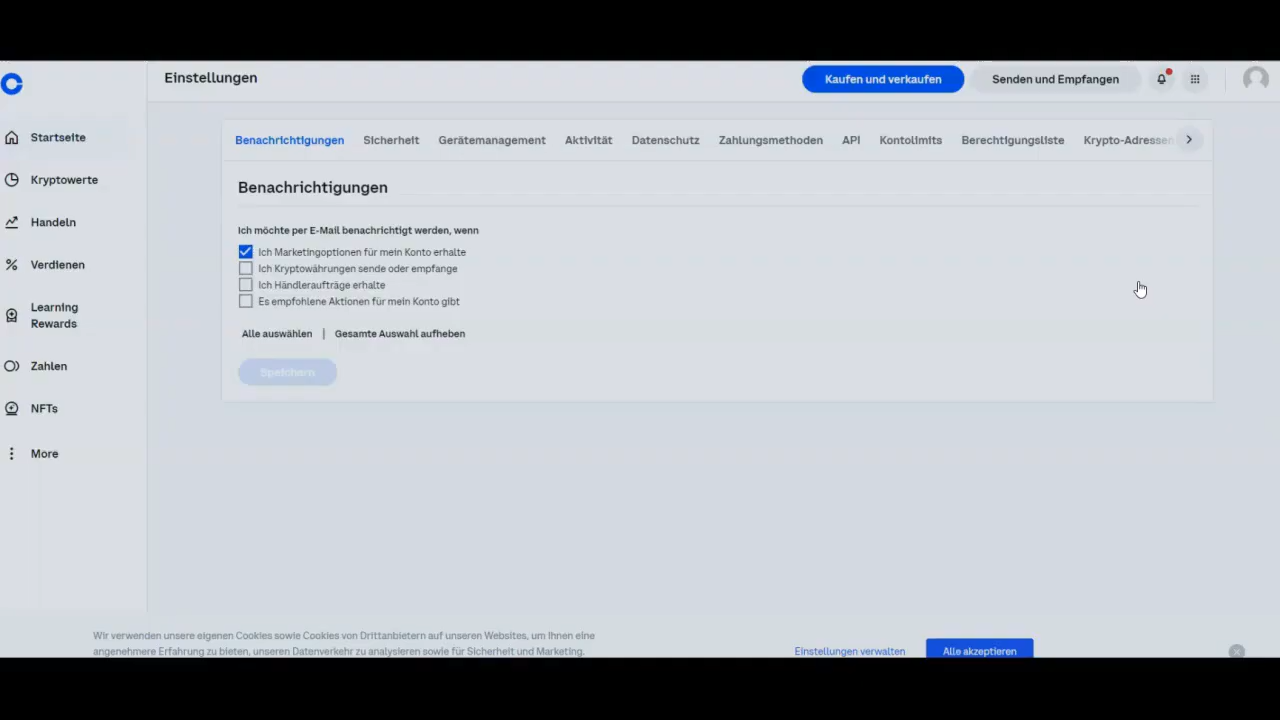 Einstellungen
Kaufen und verkaufen
Senden und Empfangen
Startseite
Kryptowerte
Handeln
Verdienen
Learning
Rewards
Zahlen
NFTs
More
Benachrichtigungen
Sicherheit
Gerätemanagement
Aktivität
Datenschutz
Zahlungsmethoden
API
Kontolimits
Berechtigungsliste
Krypto-Adressen
Benachrichtigungen
Ich möchte per E-Mail benachrichtigt werden, wenn
Ich Marketingoptionen für mein Konto erhalte
Ich Kryptowährungen sende oder empfange
Ich Händleraufträge erhalte
Es empfohlene Aktionen für mein Konto gibt
Alle auswählen | Gesamte Auswahl aufheben
Speichern
Wir verwenden unsere eigenen Cookies sowie Cookies von Drittanbietern auf unseren Websites, um Ihnen eine
angenehmere Erfahrung zu bieten, unseren Datenverkehr zu analysieren sowie für Sicherheit und Marketing.
Einstellungen verwalten
Alle akzeptieren